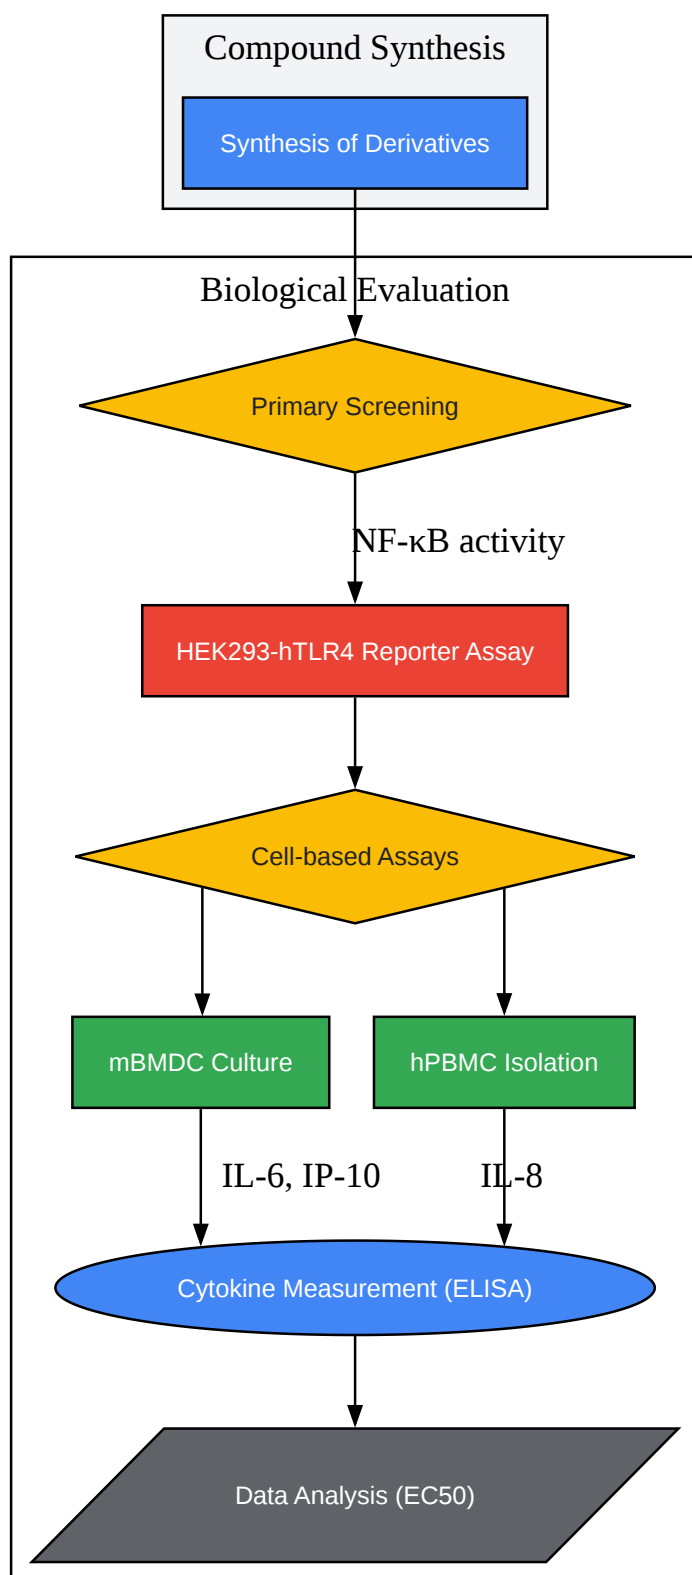 Compound Synthesis
Synthesis of Derivatives
Biological Evaluation
Primary Screening
NF-κB activity
HEK293-hTLR4 Reporter Assay
Cell-based Assays
mBMDC Culture
hPBMC Isolation
IL-6, IP-10
IL-8
Cytokine Measurement (ELISA)
Data Analysis (EC50)